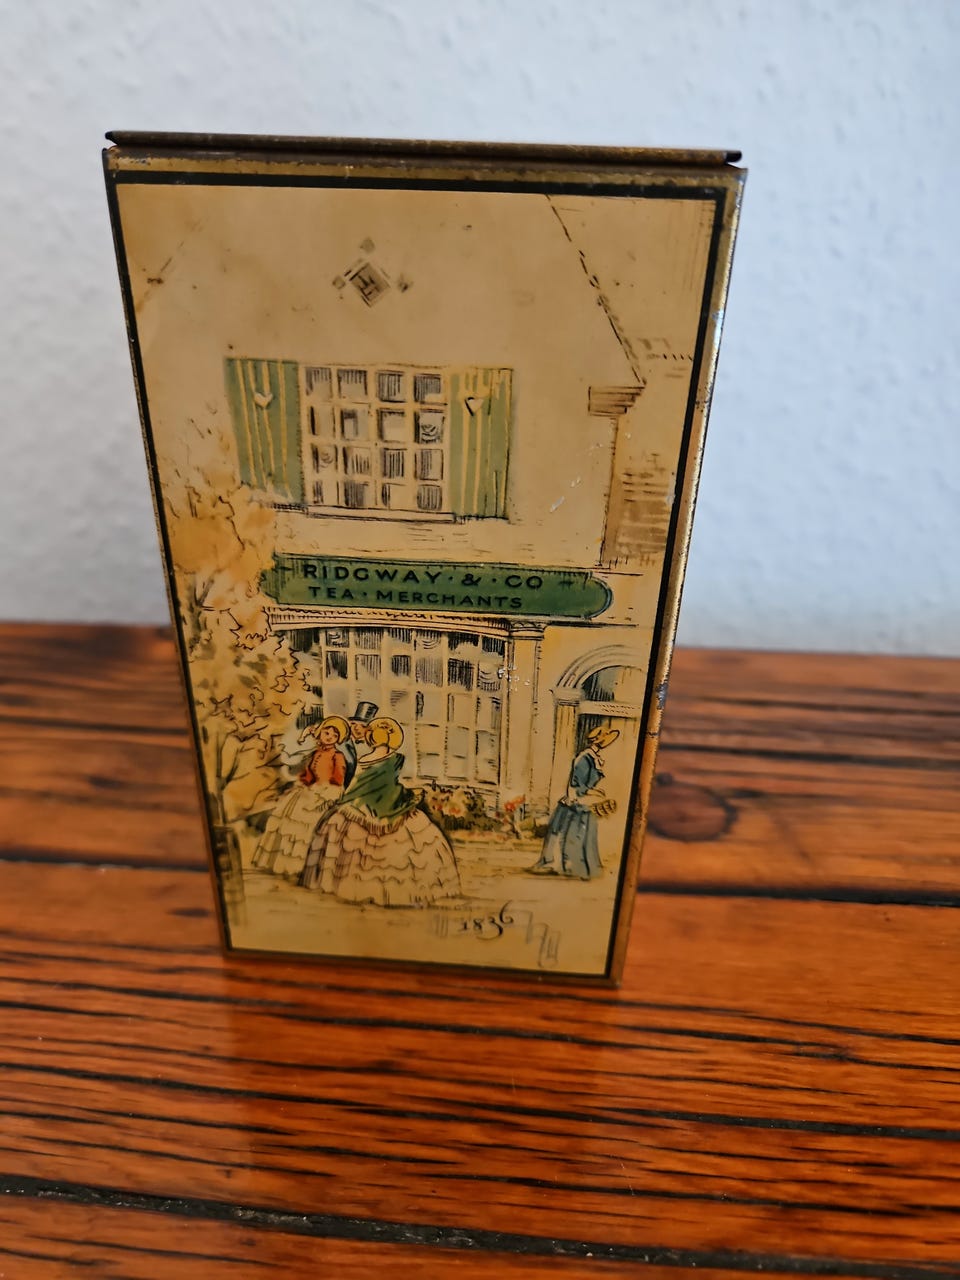 RIDGWAY · & · CO
TEA · MERCHANTS
1836